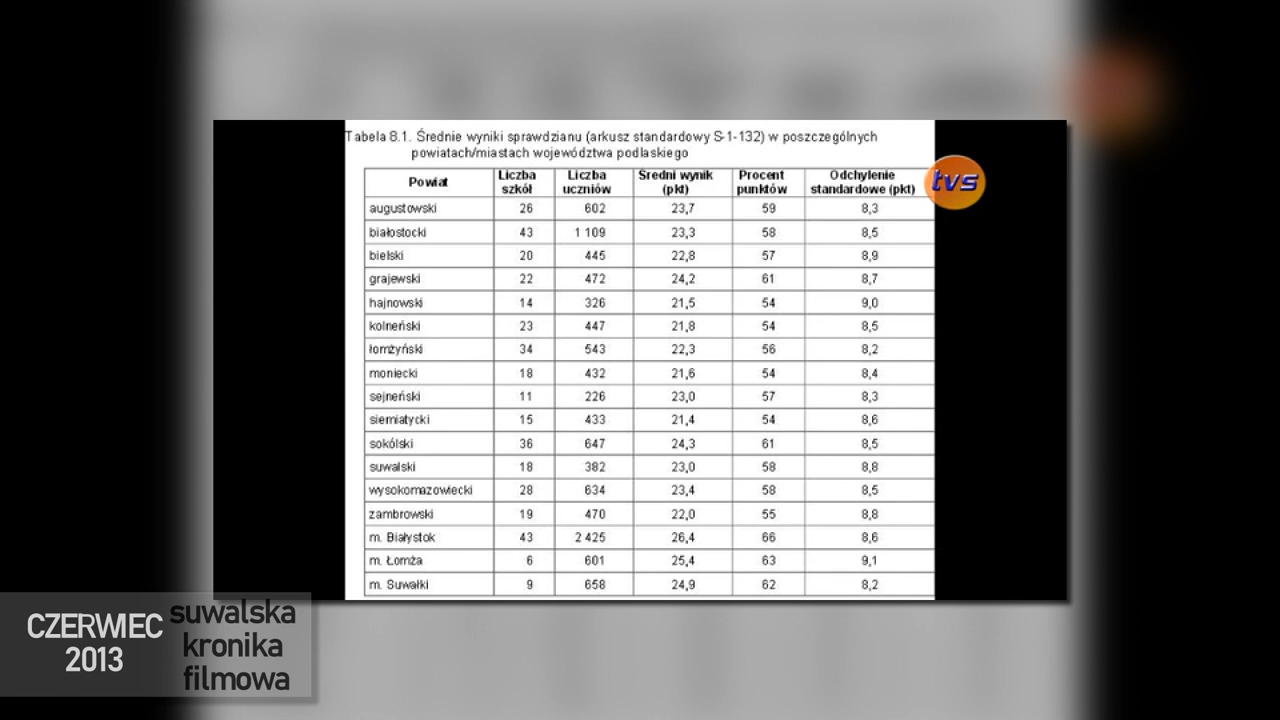 Tabela 8.1. Średnie wyniki sprawdzianu (arkusz standardowy S-1-132) w poszczególnych
powiatach/miastach województwa podlaskiego
Powiat Liczba szkół Liczba uczniów Średni wynik (pkt) Procent punktów Odchylenie standardowe (pkt)
augustowski 26 602 23,7 59 8,3
białostocki 43 1 109 23,3 58 8,5
bielski 20 445 22,8 57 8,9
grajewski 22 472 24,2 61 8,7
hajnowski 14 326 21,5 54 9,0
kolneński 23 447 21,8 54 8,5
łomżyński 34 543 22,3 56 8,2
moniecki 18 432 21,6 54 8,4
sejneński 11 226 23,0 57 8,3
siemiatycki 15 433 21,4 54 8,6
sokólski 36 647 24,3 61 8,5
suwalski 18 382 23,0 58 8,8
wysokomazowiecki 28 634 23,4 58 8,5
zambrowski 19 470 22,0 55 8,8
m. Białystok 43 2 425 26,4 66 8,6
m. Łomża 6 601 25,4 63 9,1
m. Suwałki 9 658 24,9 62 8,2
tvs
CZERWIEC
2013
suwalska
kronika
filmowa